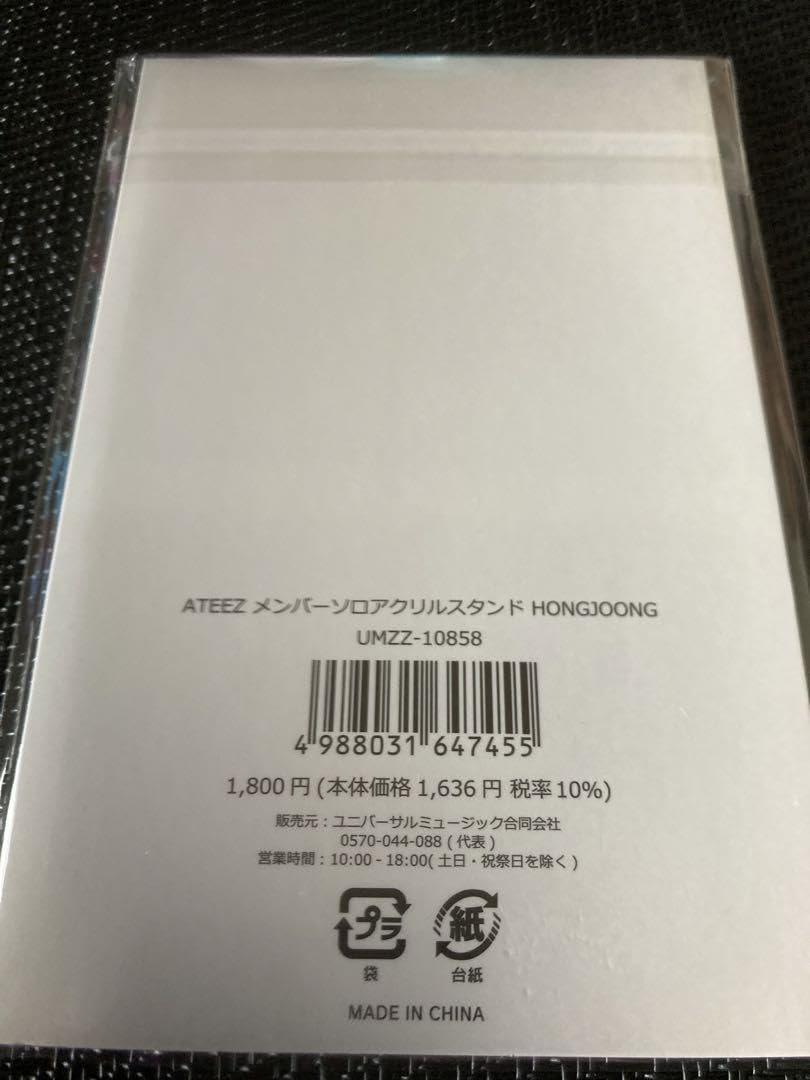 ATEEZ メンバーソロアクリルスタンド HONGJOONG
UMZZ-10858
4 988031 647455
1,800 円 (本体価格 1,636 円 税率 10%)
販売元：ユニバーサルミュージック合同会社
0570-044-088 ( 代表 )
営業時間：10:00 - 18:00( 土日・祝祭日を除く )
プラ 紙
袋 台紙
MADE IN CHINA